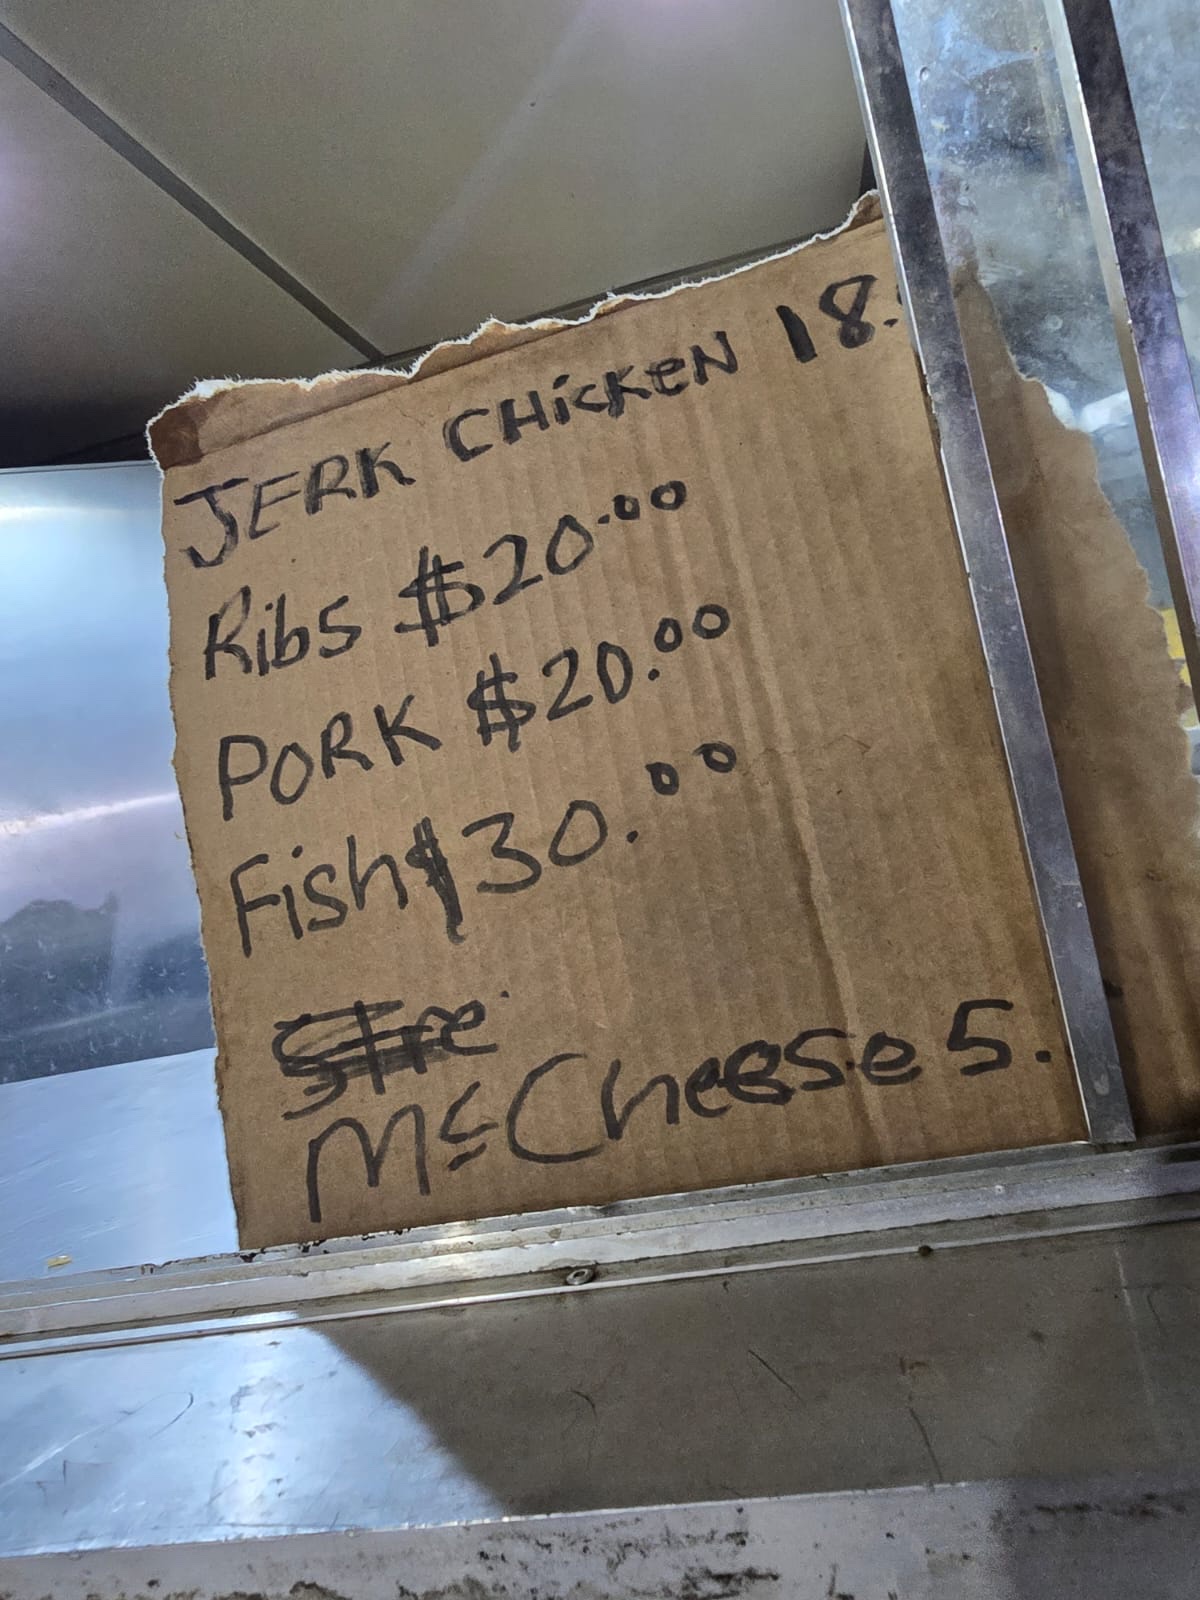 JERK CHicKeN 18.
Ribs $20.00
PORK $20.00
Fish $30.00
McCheese 5.